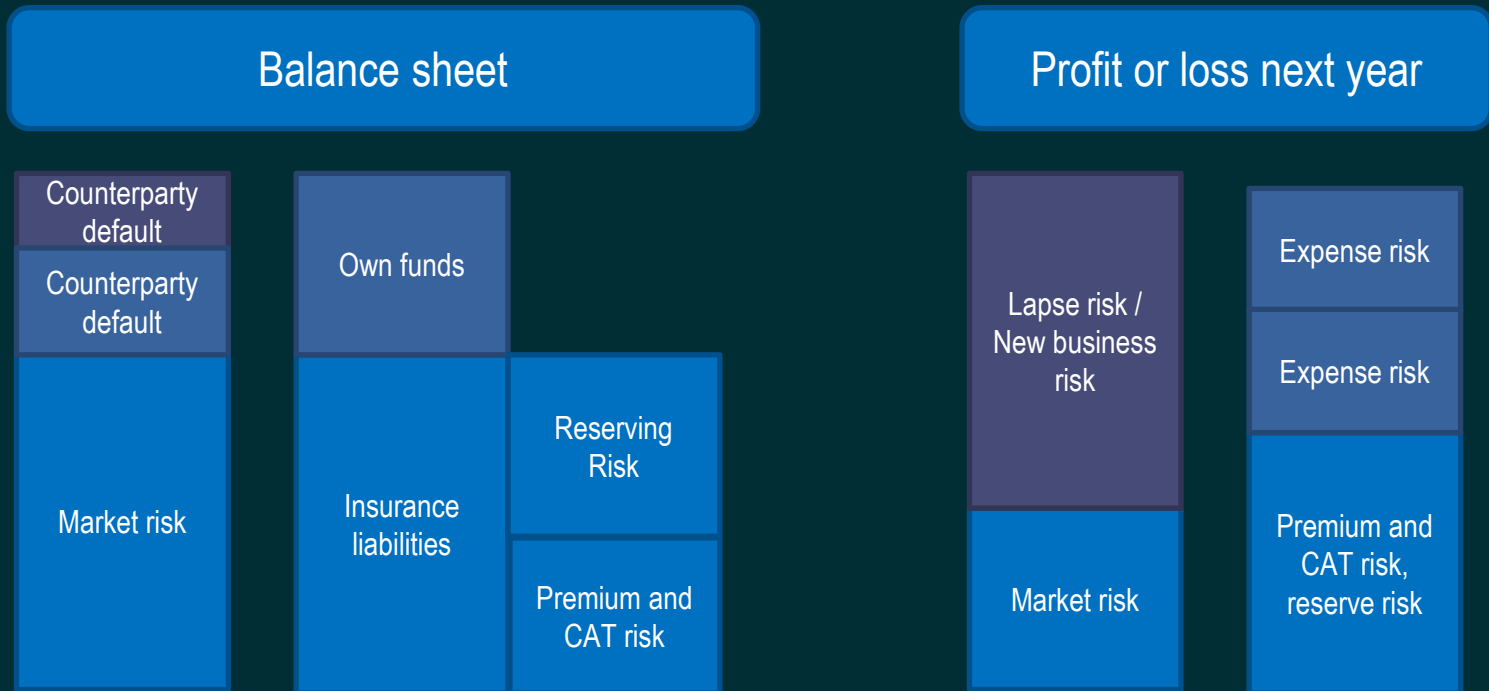 Balance sheet
Counterparty
default
Counterparty
default
Market risk
Own funds
Insurance
liabilities
Reserving
Risk
Premium and
CAT risk
Profit or loss next year
Lapse risk /
New business
risk
Market risk
Expense risk
Expense risk
Premium and
CAT risk,
reserve risk